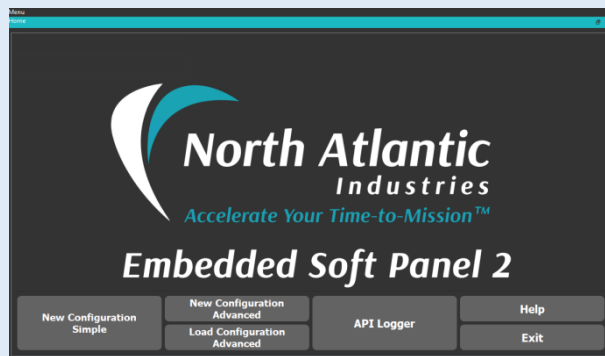 Menu
Home
North Atlantic
Industries
Accelerate Your Time-to-Mission™
Embedded Soft Panel 2
New Configuration
Simple
New Configuration
Advanced
Load Configuration
Advanced
API Logger
Help
Exit